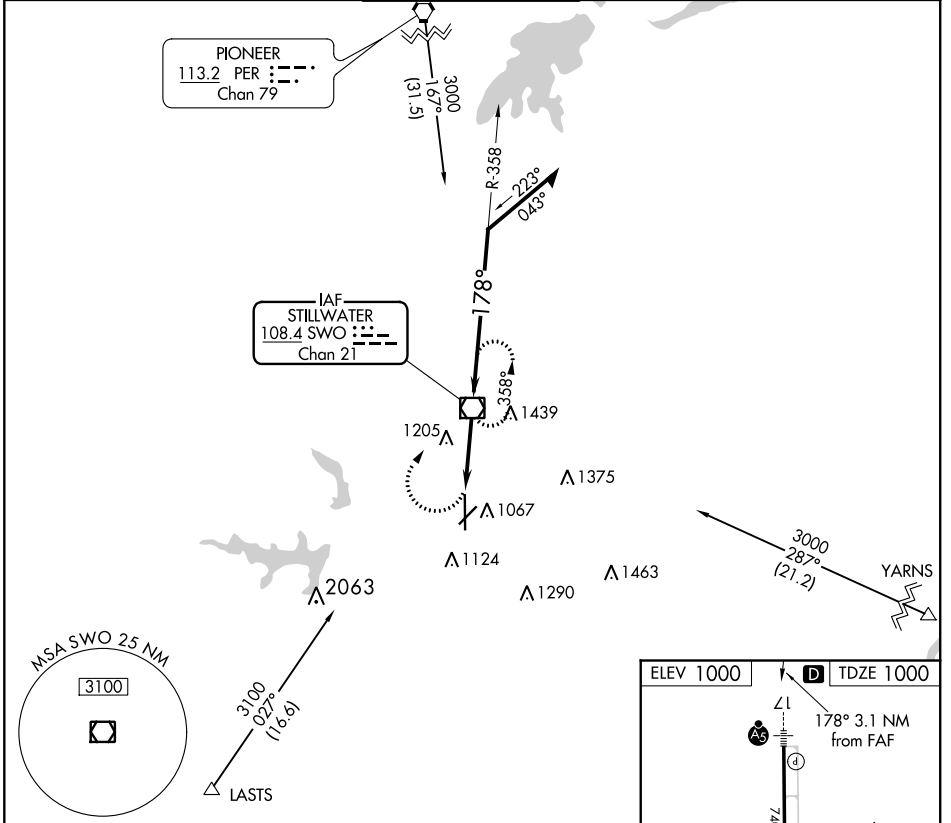 PIONEER
113.2 PER
Chan 79
3000
167°
(31.5)
R-358
223°
043°
178°
IAF
STILLWATER
108.4 SWO
Chan 21
358°
1439
1205
1375
1067
1124
1463
1290
2063
3000
287°
(21.2)
YARNS
MSA SWO 25 NM
3100
3100
027°
(16.6)
LASTS
ELEV 1000
D
TDZE 1000
17
178° 3.1 NM
from FAF
A5
P